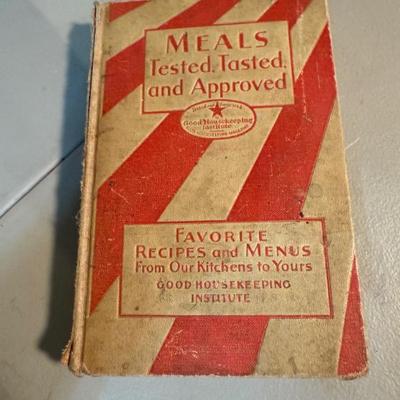 MEALS
Tested, Tasted,
and Approved
Good Housekeeping
Institute
FAVORITE
RECIPES and MENUS
From Our Kitchens to Yours
GOOD HOUSEKEEPING
INSTITUTE